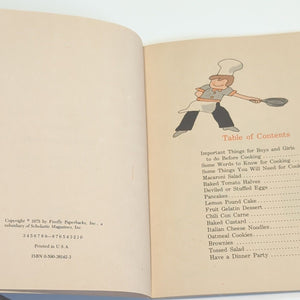 Copyright © 1975 by Firefly Paperbacks, Inc., a
subsidiary of Scholastic Magazines, Inc.
Printed in U.S.A.
Table of Contents
Important Things for Boys and Girls
to do Before Cooking
Some Words to Know for Cooking
Some Things You Will Need for Cook
Macaroni Salad
Baked Tomato Halves
Deviled or Stuffed Eggs
Pancakes
Lemon Pound Cake
Fruit Gelatin Dessert
Chili Con Carne
Baked Custard
Italian Cheese Noodles
Oatmeal Cookies
Brownies
Tossed Salad
Have a Dinner Party